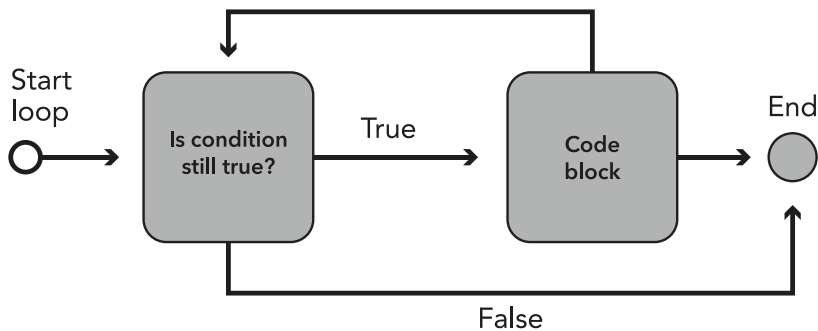 Start
loop
Is condition
still true?
True
Code
block
End
False